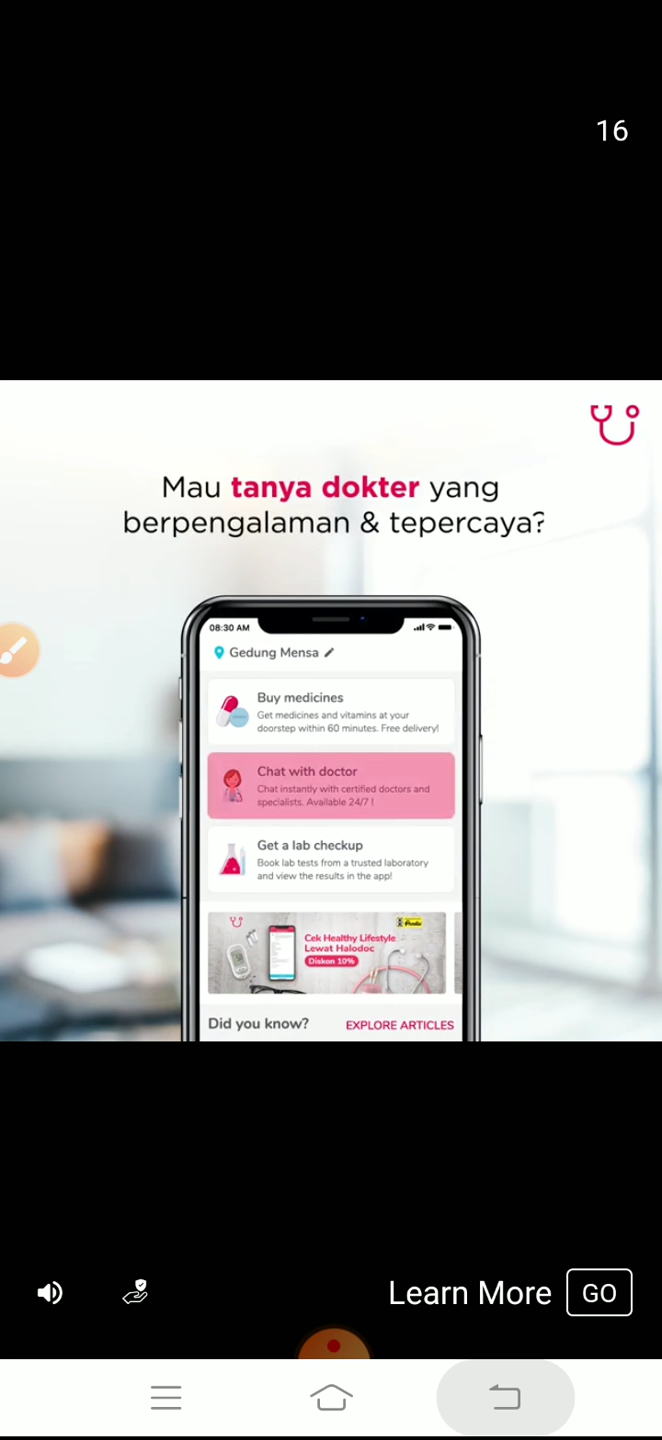 16
Mau tanya dokter yang
berpengalaman & tepercaya?
08:30 AM
Gedung Mensa
Buy medicines
Get medicines and vitamins at your
doorstep within 60 minutes. Free delivery!
Chat with doctor
Chat instantly with certified doctors and
specialists. Available 24/7 !
Get a lab checkup
Book lab tests from a trusted laboratory
and view the results in the app!
Cek Healthy Lifestyle
Lewat Halodoc
Diskon 10%
Did you know?
EXPLORE ARTICLES
Learn More
GO